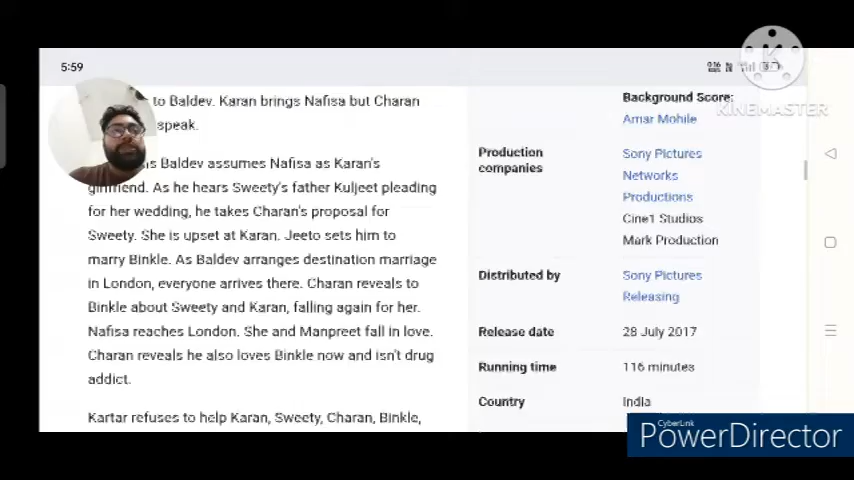 5:59
KINEMASTER
to Baldev. Karan brings Nafisa but Charan
speak.
is Baldev assumes Nafisa as Karan's
girlfriend. As he hears Sweety's father Kuljeet pleading
for her wedding, he takes Charan's proposal for
Sweety. She is upset at Karan. Jeeto sets him to
marry Binkle. As Baldev arranges destination marriage
in London, everyone arrives there. Charan reveals to
Binkle about Sweety and Karan, falling again for her.
Nafisa reaches London. She and Manpreet fall in love.
Charan reveals he also loves Binkle now and isn't drug
addict.
Kartar refuses to help Karan, Sweety, Charan, Binkle,
Background Score:
Amar Mohile
Production
companies
Sony Pictures
Networks
Productions
Cine1 Studios
Mark Production
Distributed by
Sony Pictures
Releasing
Release date
28 July 2017
Running time
116 minutes
Country
India
CyberLink
PowerDirector